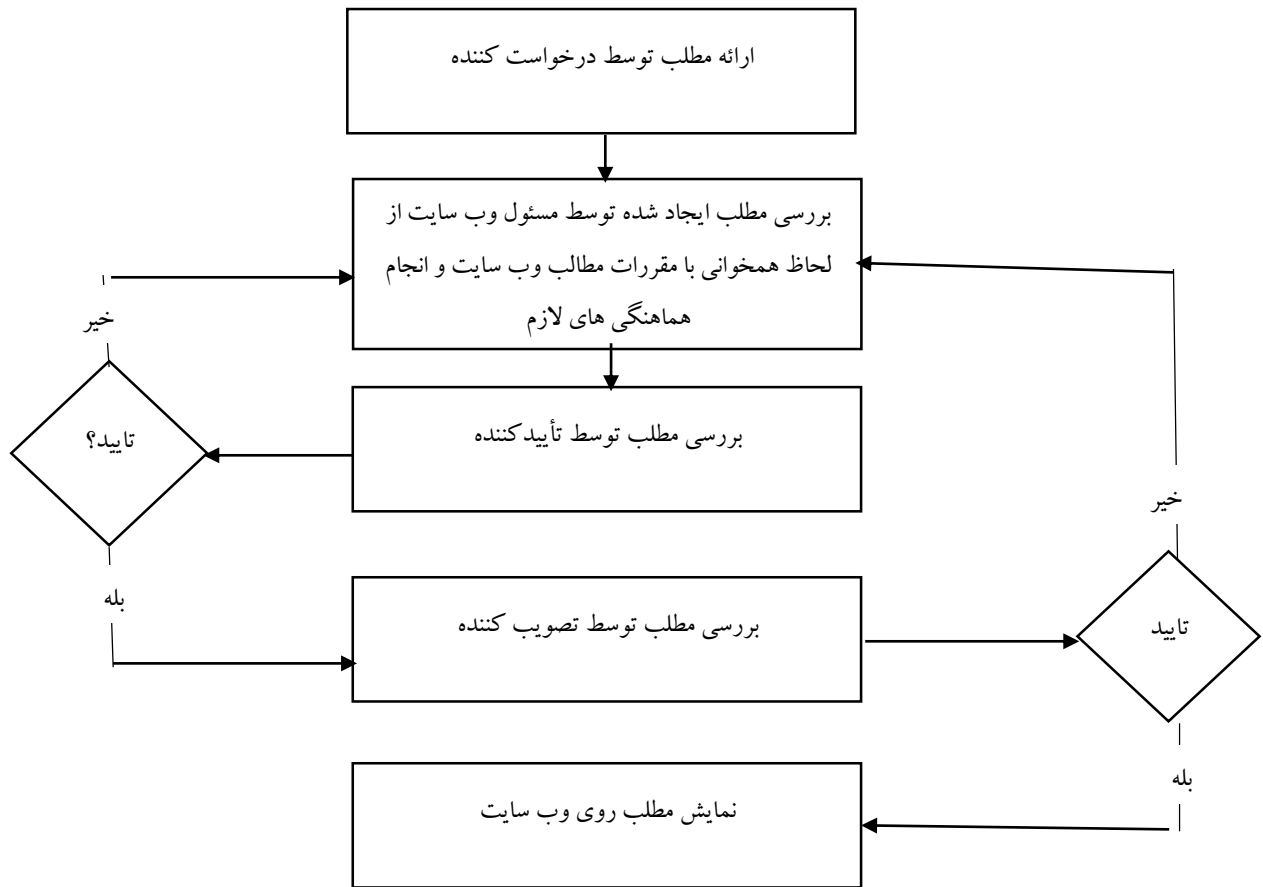 ارائه مطلب توسط درخواست کننده
بررسی مطلب ایجاد شده توسط مسئول وب سایت از
لحاظ همخوانی با مقررات مطالب وب سایت و انجام
هماهنگی های لازم
خیر
تایید؟
بررسی مطلب توسط تأییدکننده
خیر
بله
بررسی مطلب توسط تصویب کننده
تایید
بله
نمایش مطلب روی وب سایت